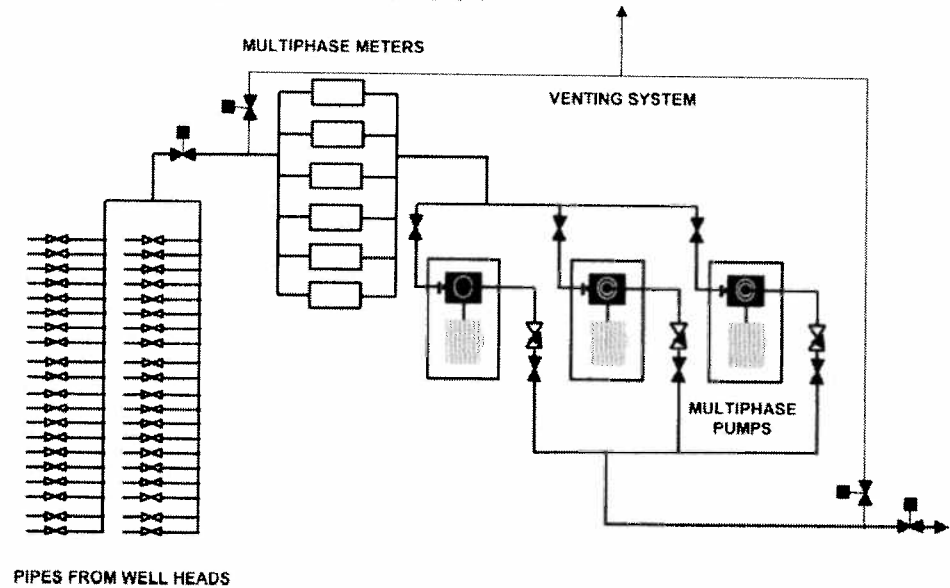 MULTIPHASE METERS
VENTING SYSTEM
MULTIPHASE
PUMPS
PIPES FROM WELL HEADS